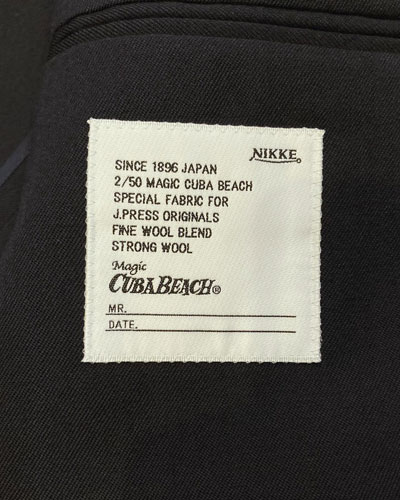 NIKKE
SINCE 1896 JAPAN
2/50 MAGIC CUBA BEACH
SPECIAL FABRIC FOR
J.PRESS ORIGINALS
FINE WOOL BLEND
STRONG WOOL
Magic
CUBABEACH®
MR.
DATE.